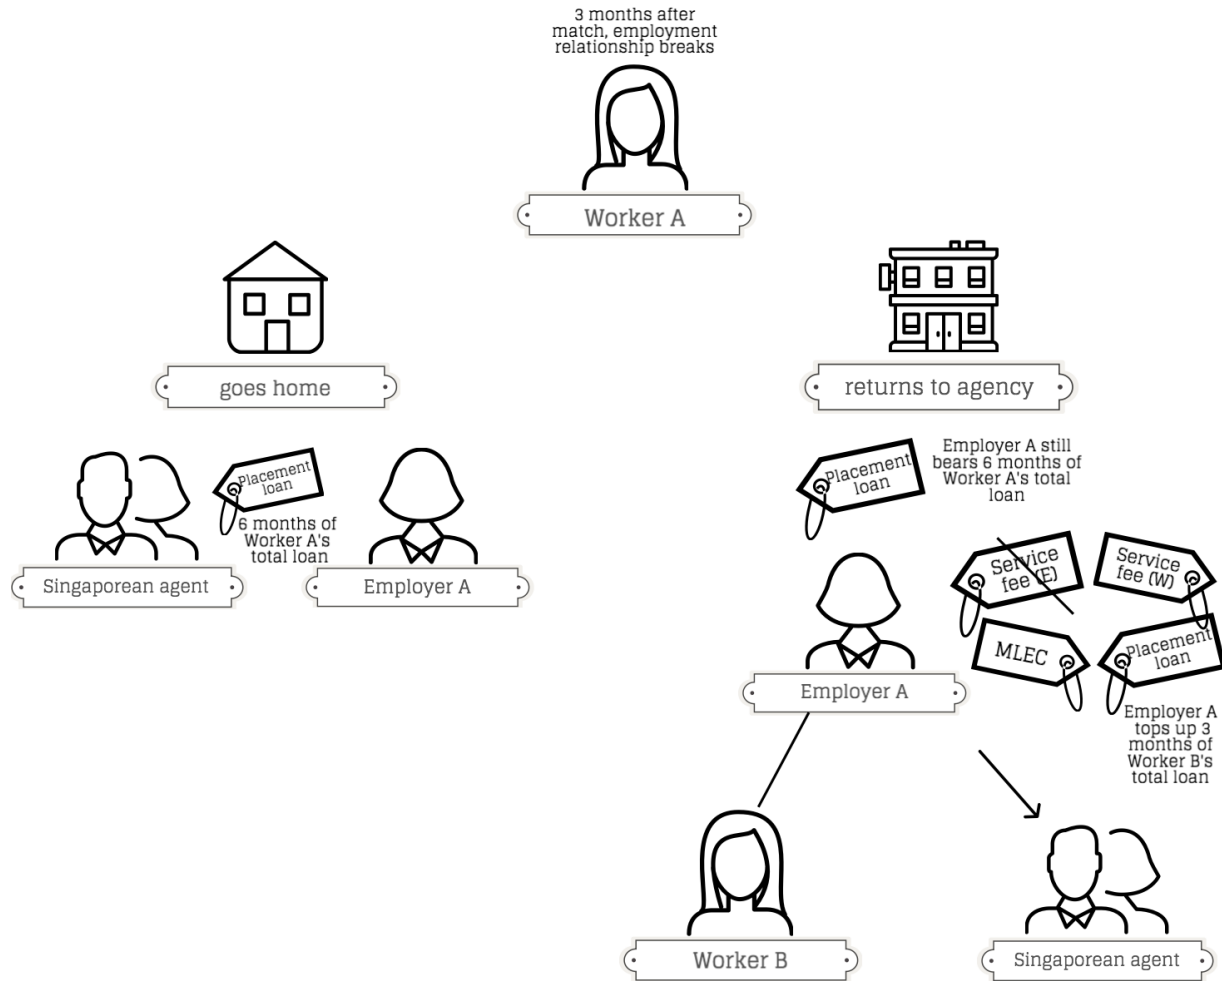 3 months after
match, employment
relationship breaks
Worker A
goes home
returns to agency
Placement
loan
6 months of
Worker A's
total loan
Singaporean agent
Employer A
Placement
loan
Employer A still
bears 6 months of
Worker A's total
loan
Service
fee (E)
Service
fee (W)
MLEC
Placement
loan
Employer A
Employer A
tops up 3
months of
Worker B's
total loan
Worker B
Singaporean agent